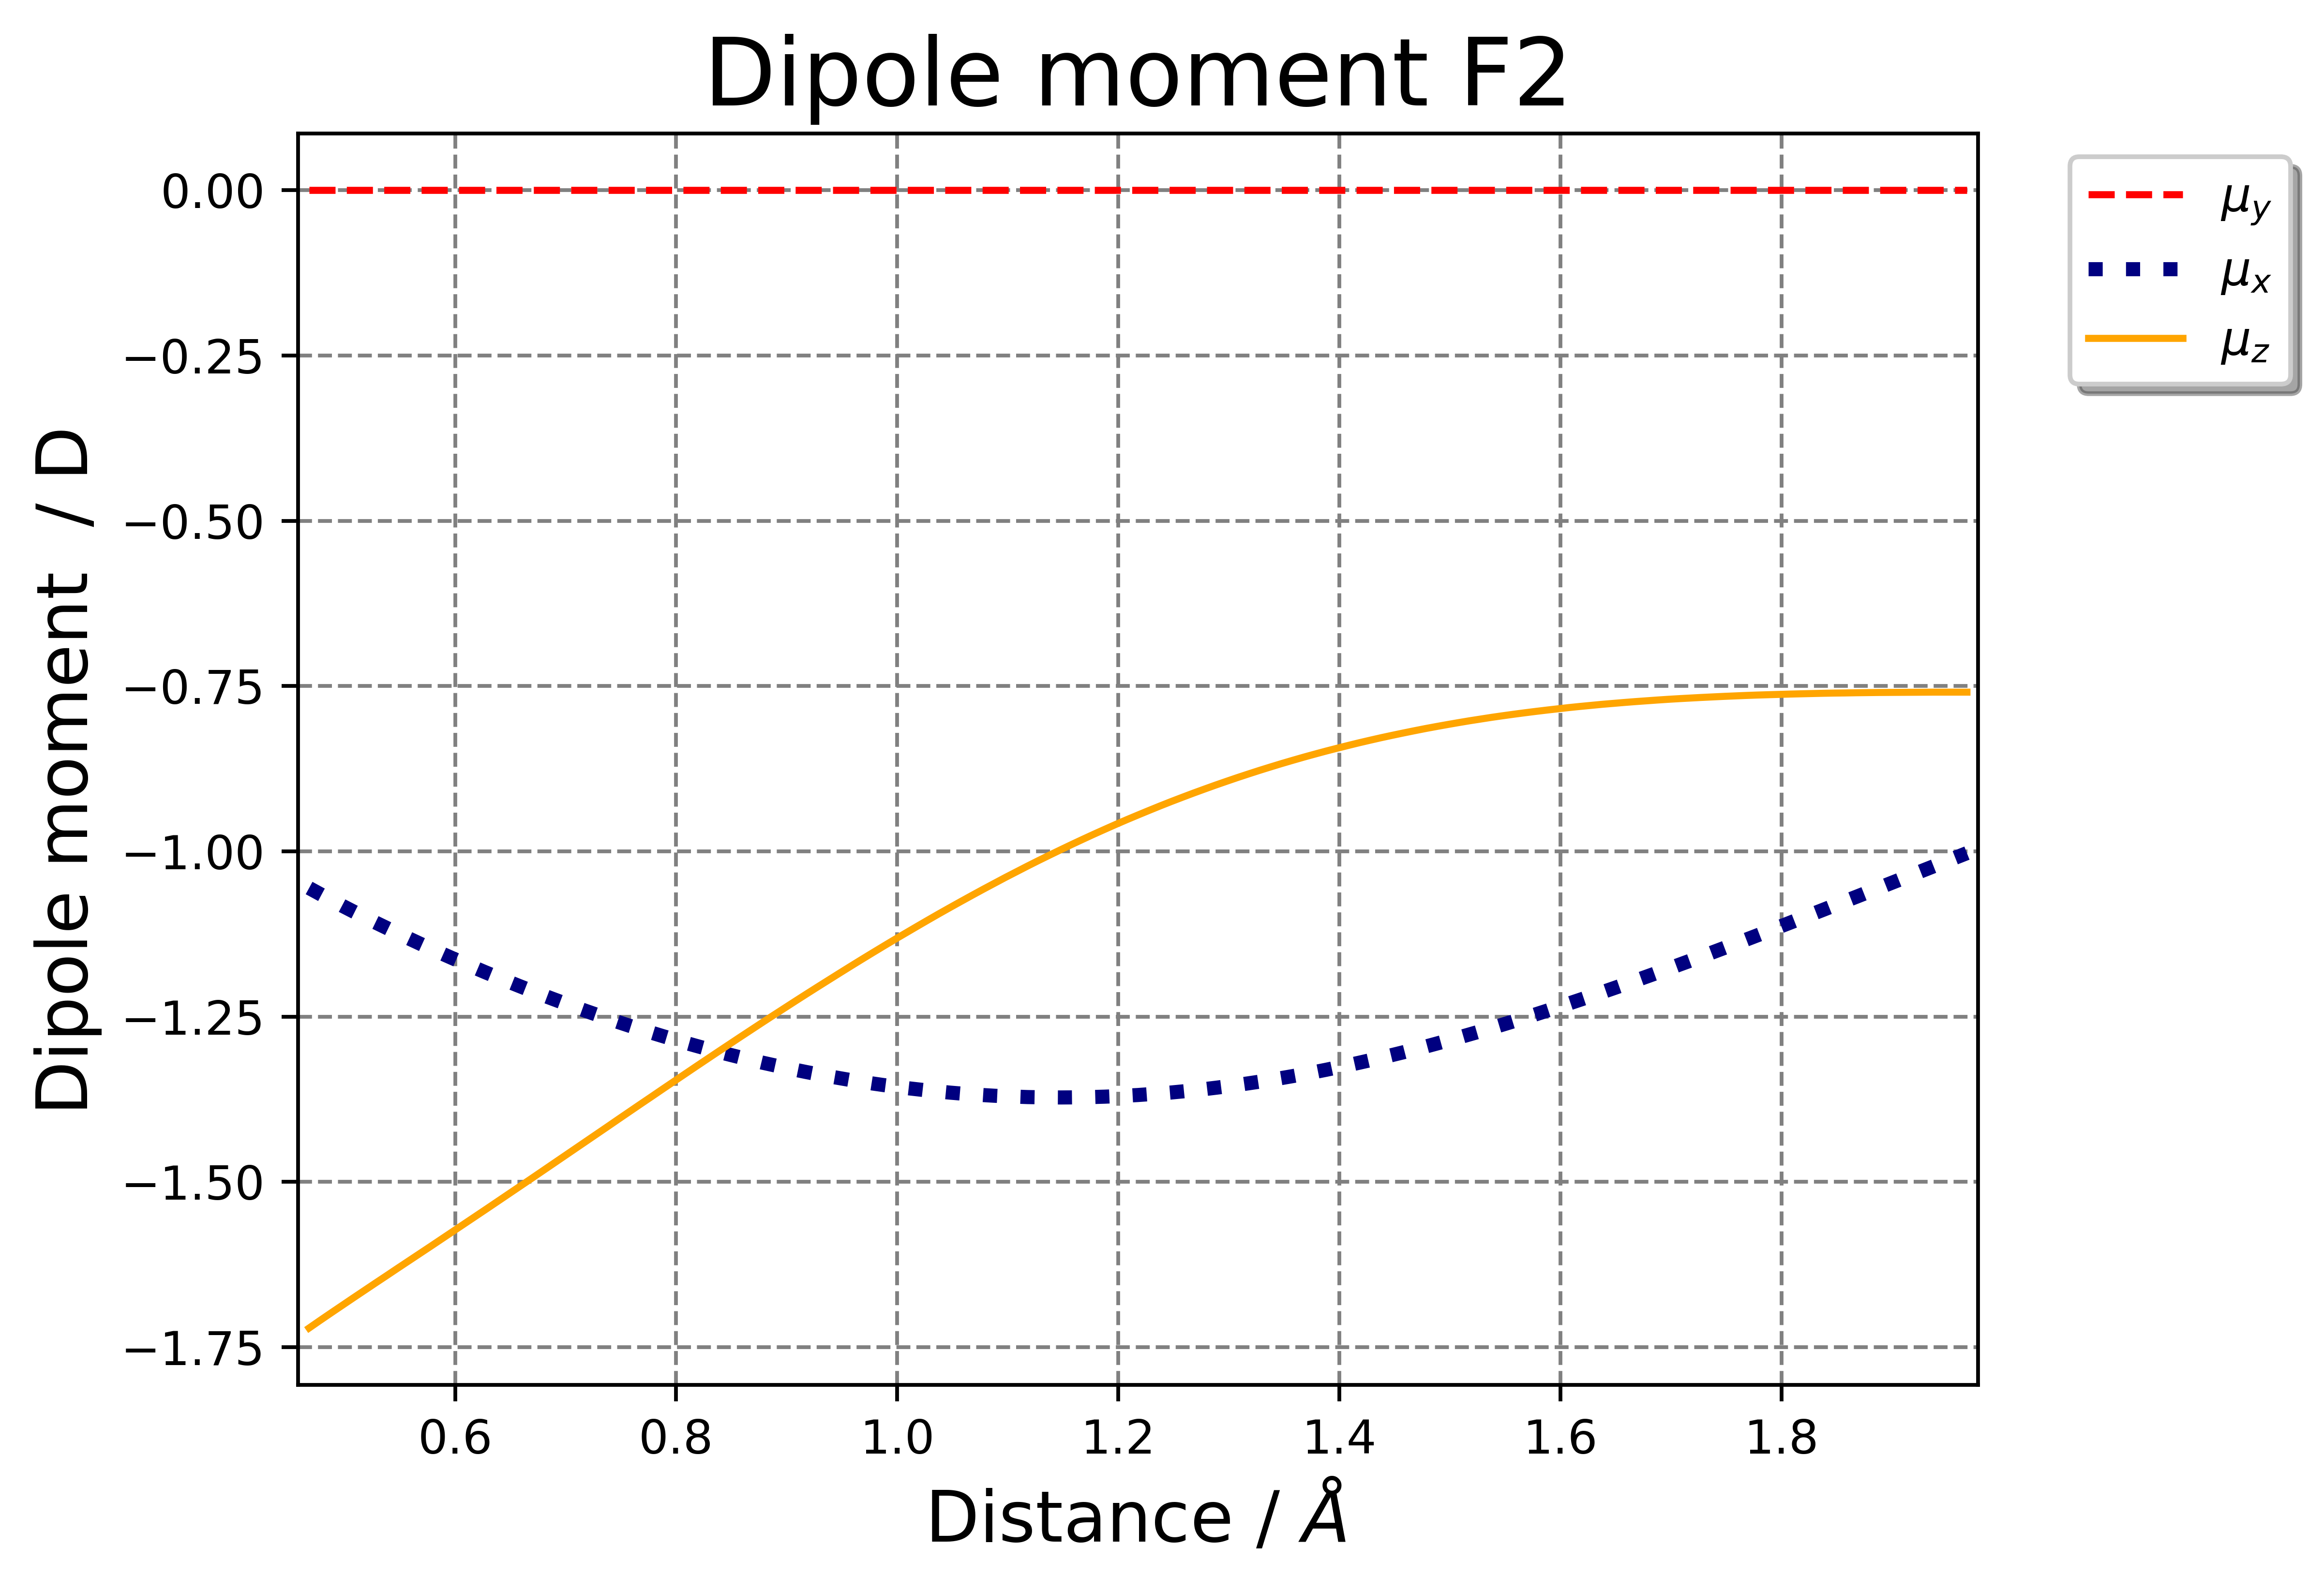 Dipole moment F2
Dipole moment / D
0.00
−0.25
−0.50
−0.75
−1.00
−1.25
−1.50
−1.75
0.6 0.8 1.0 1.2 1.4 1.6 1.8
Distance / Å
μy
μx
μz